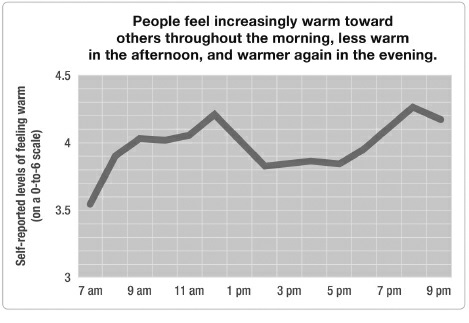 People feel increasingly warm toward
others throughout the morning, less warm
in the afternoon, and warmer again in the evening.
Self-reported levels of feeling warm
(on a 0-to-8 scale)
4.5
4
3.5
3
7 am 9 am 11 am 1 pm 3 pm 5 pm 7 pm 9 pm